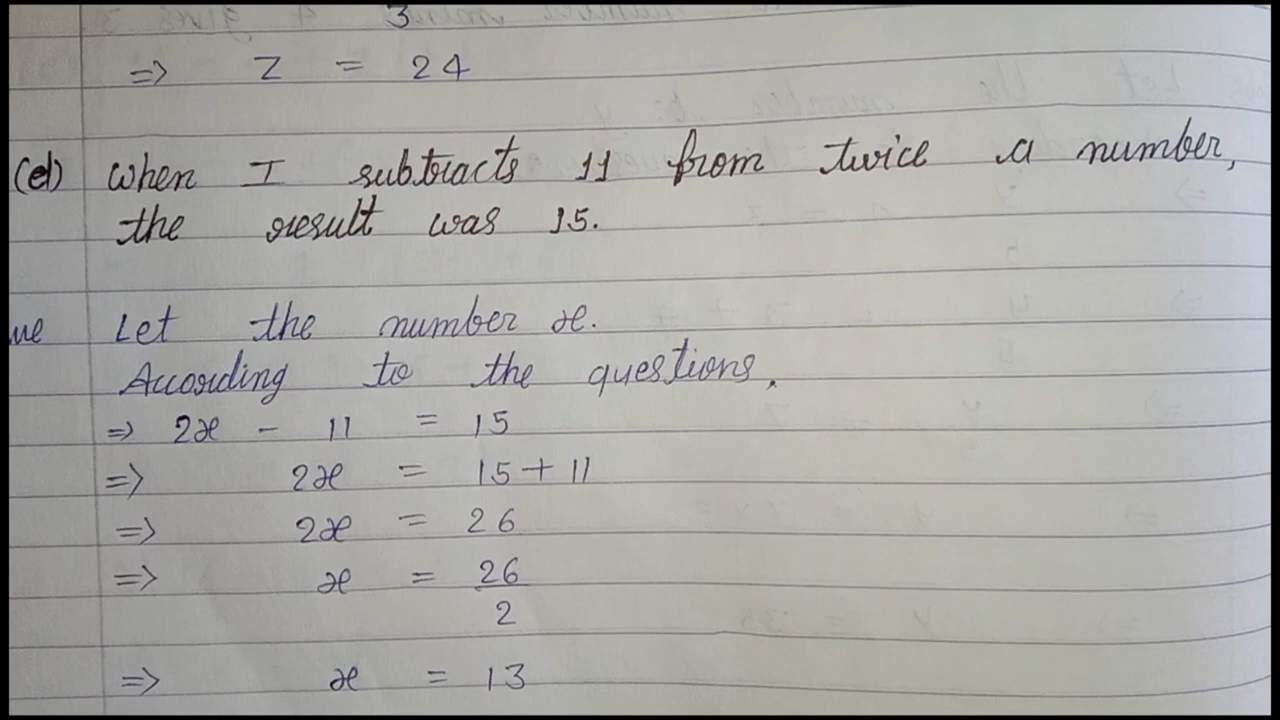 3
=> Z = 24
(d) When I subtracts 11 from twice a number,
the result was 15.
Let the number x.
According to the questions,
=> 2x - 11 = 15
=> 2x = 15 + 11
=> 2x = 26
=> x = 26
2
=> x = 13